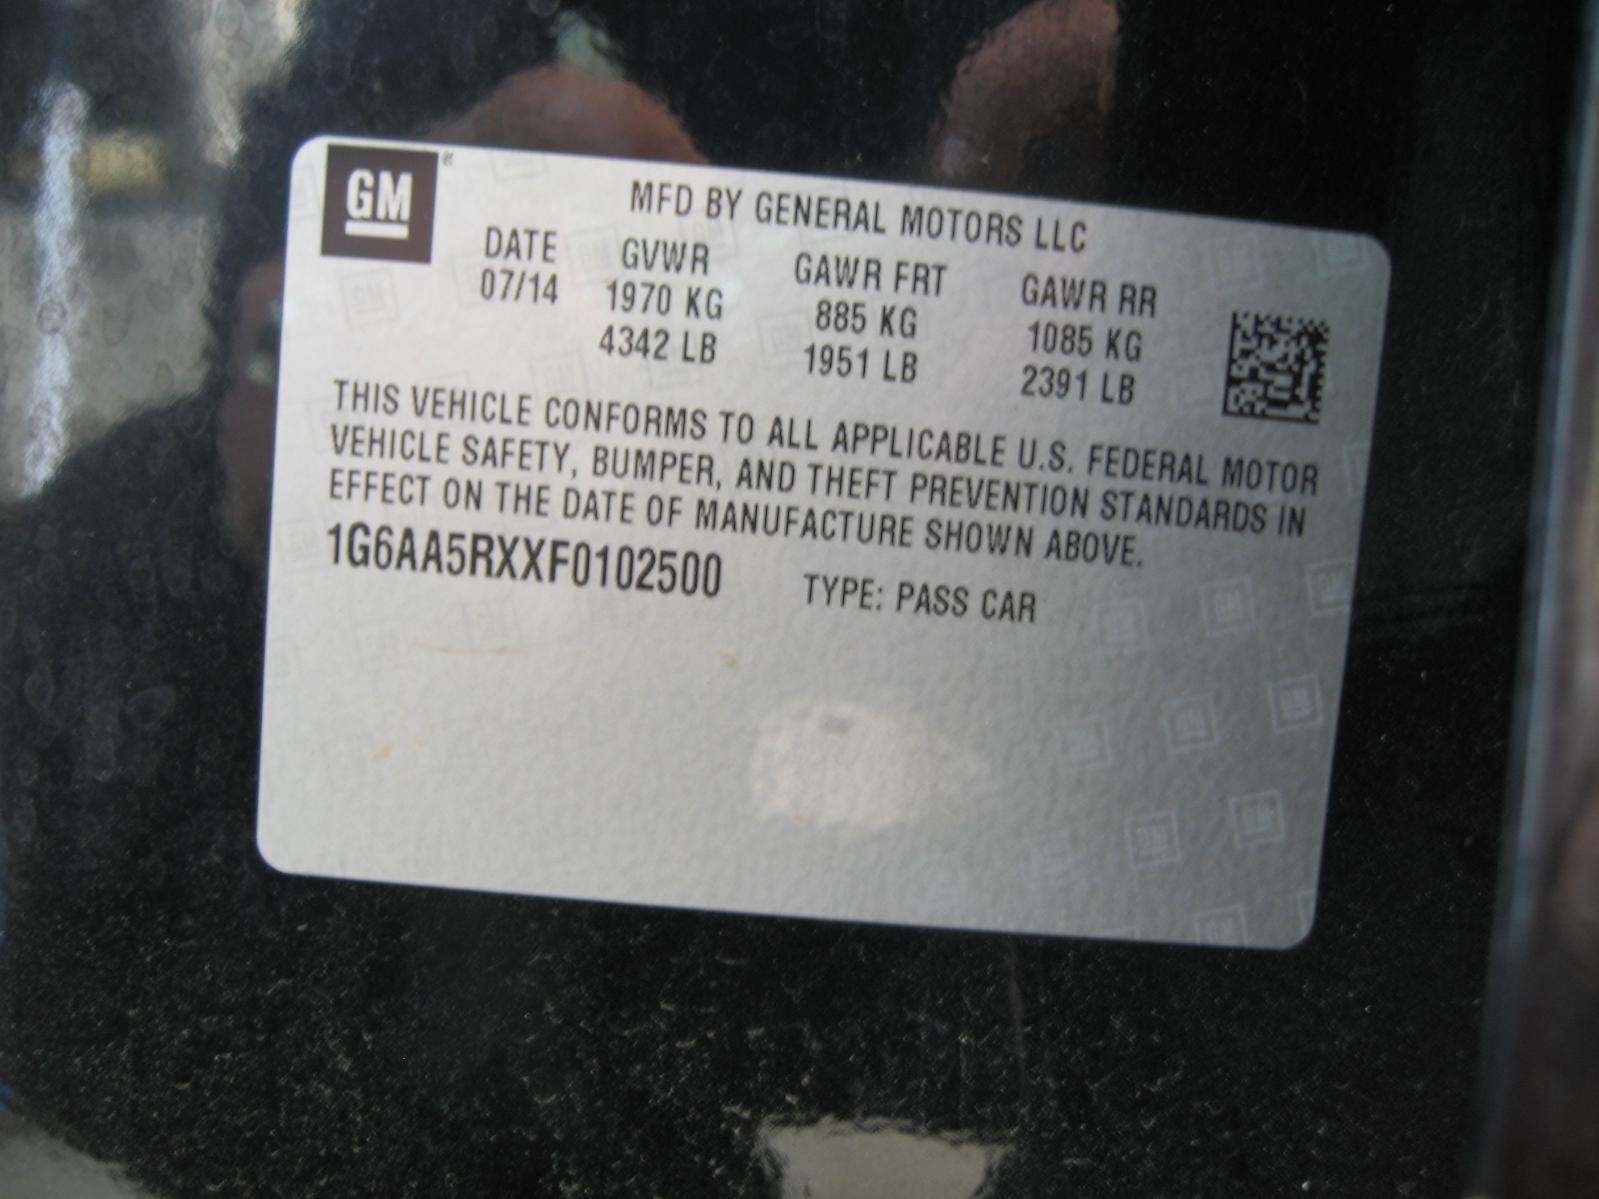 GM®
MFD BY GENERAL MOTORS LLC
DATE GVWR GAWR FRT GAWR RR
07/14 1970 KG 885 KG 1085 KG
4342 LB 1951 LB 2391 LB
THIS VEHICLE CONFORMS TO ALL APPLICABLE U.S. FEDERAL MOTOR
VEHICLE SAFETY, BUMPER, AND THEFT PREVENTION STANDARDS IN
EFFECT ON THE DATE OF MANUFACTURE SHOWN ABOVE.
1G6AA5RXXF0102500 TYPE: PASS CAR